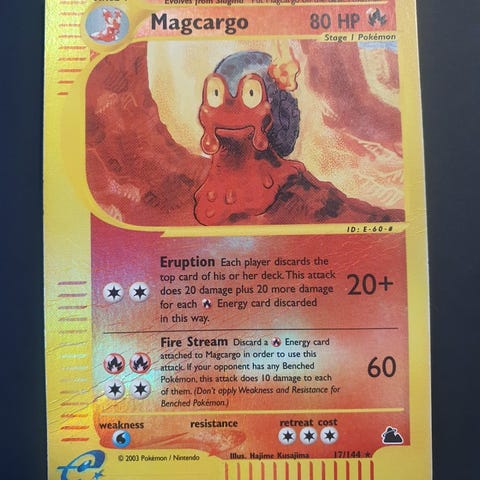 Evolves from Slugma
Magcargo 80 HP
Stage 1 Pokémon
ID: E-60-#
Eruption Each player discards the
top card of his or her deck. This attack
does 20 damage plus 20 more damage
for each Energy card discarded
in this way.
20+
Fire Stream Discard a Energy card
attached to Magcargo in order to use this
attack. If your opponent has any Benched
Pokémon, this attack does 10 damage to each
of them. (Don't apply Weakness and Resistance for
Benched Pokémon.)
60
weakness resistance retreat cost
© 2003 Pokémon / Nintendo Illus. Hajime Kusajima 17/144 ★